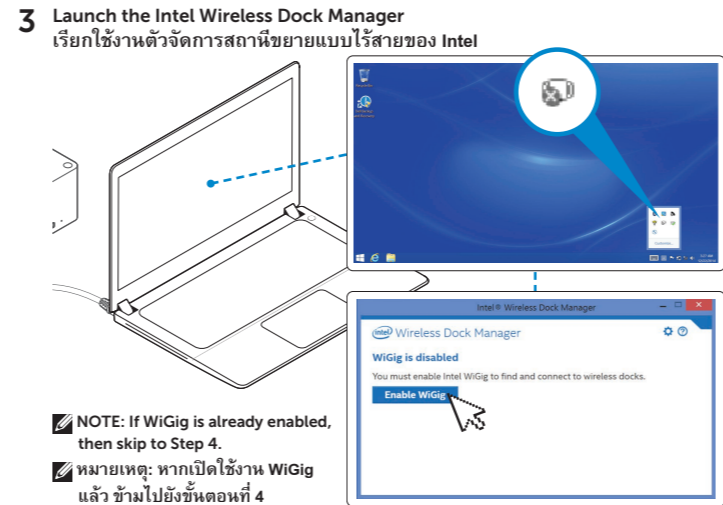 3 Launch the Intel Wireless Dock Manager
เรียกใช้งานตัวจัดการสถานีขยายแบบไร้สายของ Intel
Intel® Wireless Dock Manager
intel Wireless Dock Manager
WiGig is disabled
You must enable Intel WiGig to find and connect to wireless docks.
Enable WiGig
NOTE: If WiGig is already enabled,
then skip to Step 4.
หมายเหตุ: หากเปิดใช้งาน WiGig
แล้ว ข้ามไปยังขั้นตอนที่ 4